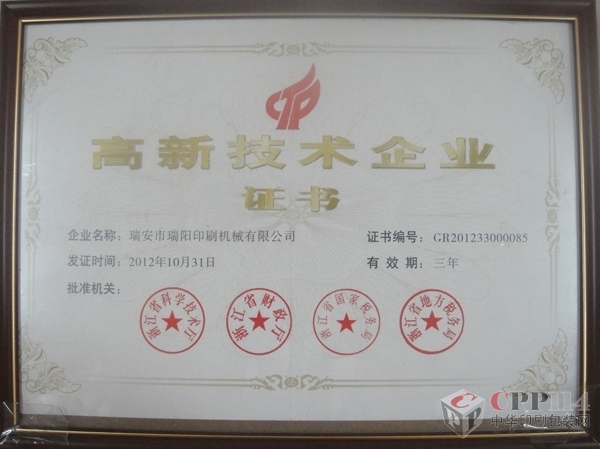 高新技术企业
证书
企业名称：瑞安市瑞阳印刷机械有限公司
证书编号：GR201233000085
发证时间：2012年10月31日
有效期：三年
批准机关：
浙江省科学技术厅
浙江省财政厅
浙江省国家税务局
浙江省地方税务局
CPP114
中华印刷包装网